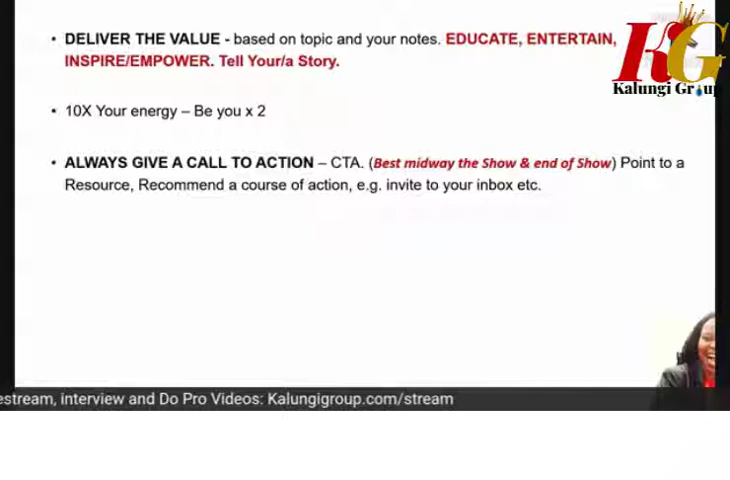 • DELIVER THE VALUE - based on topic and your notes. EDUCATE, ENTERTAIN,
INSPIRE/EMPOWER. Tell Your/a Story.
KG
Kalungi Group
• 10X Your energy – Be you x 2
• ALWAYS GIVE A CALL TO ACTION – CTA. (Best midway the Show & end of Show) Point to a
Resource, Recommend a course of action, e.g. invite to your inbox etc.
estream, interview and Do Pro Videos: Kalungigroup.com/stream